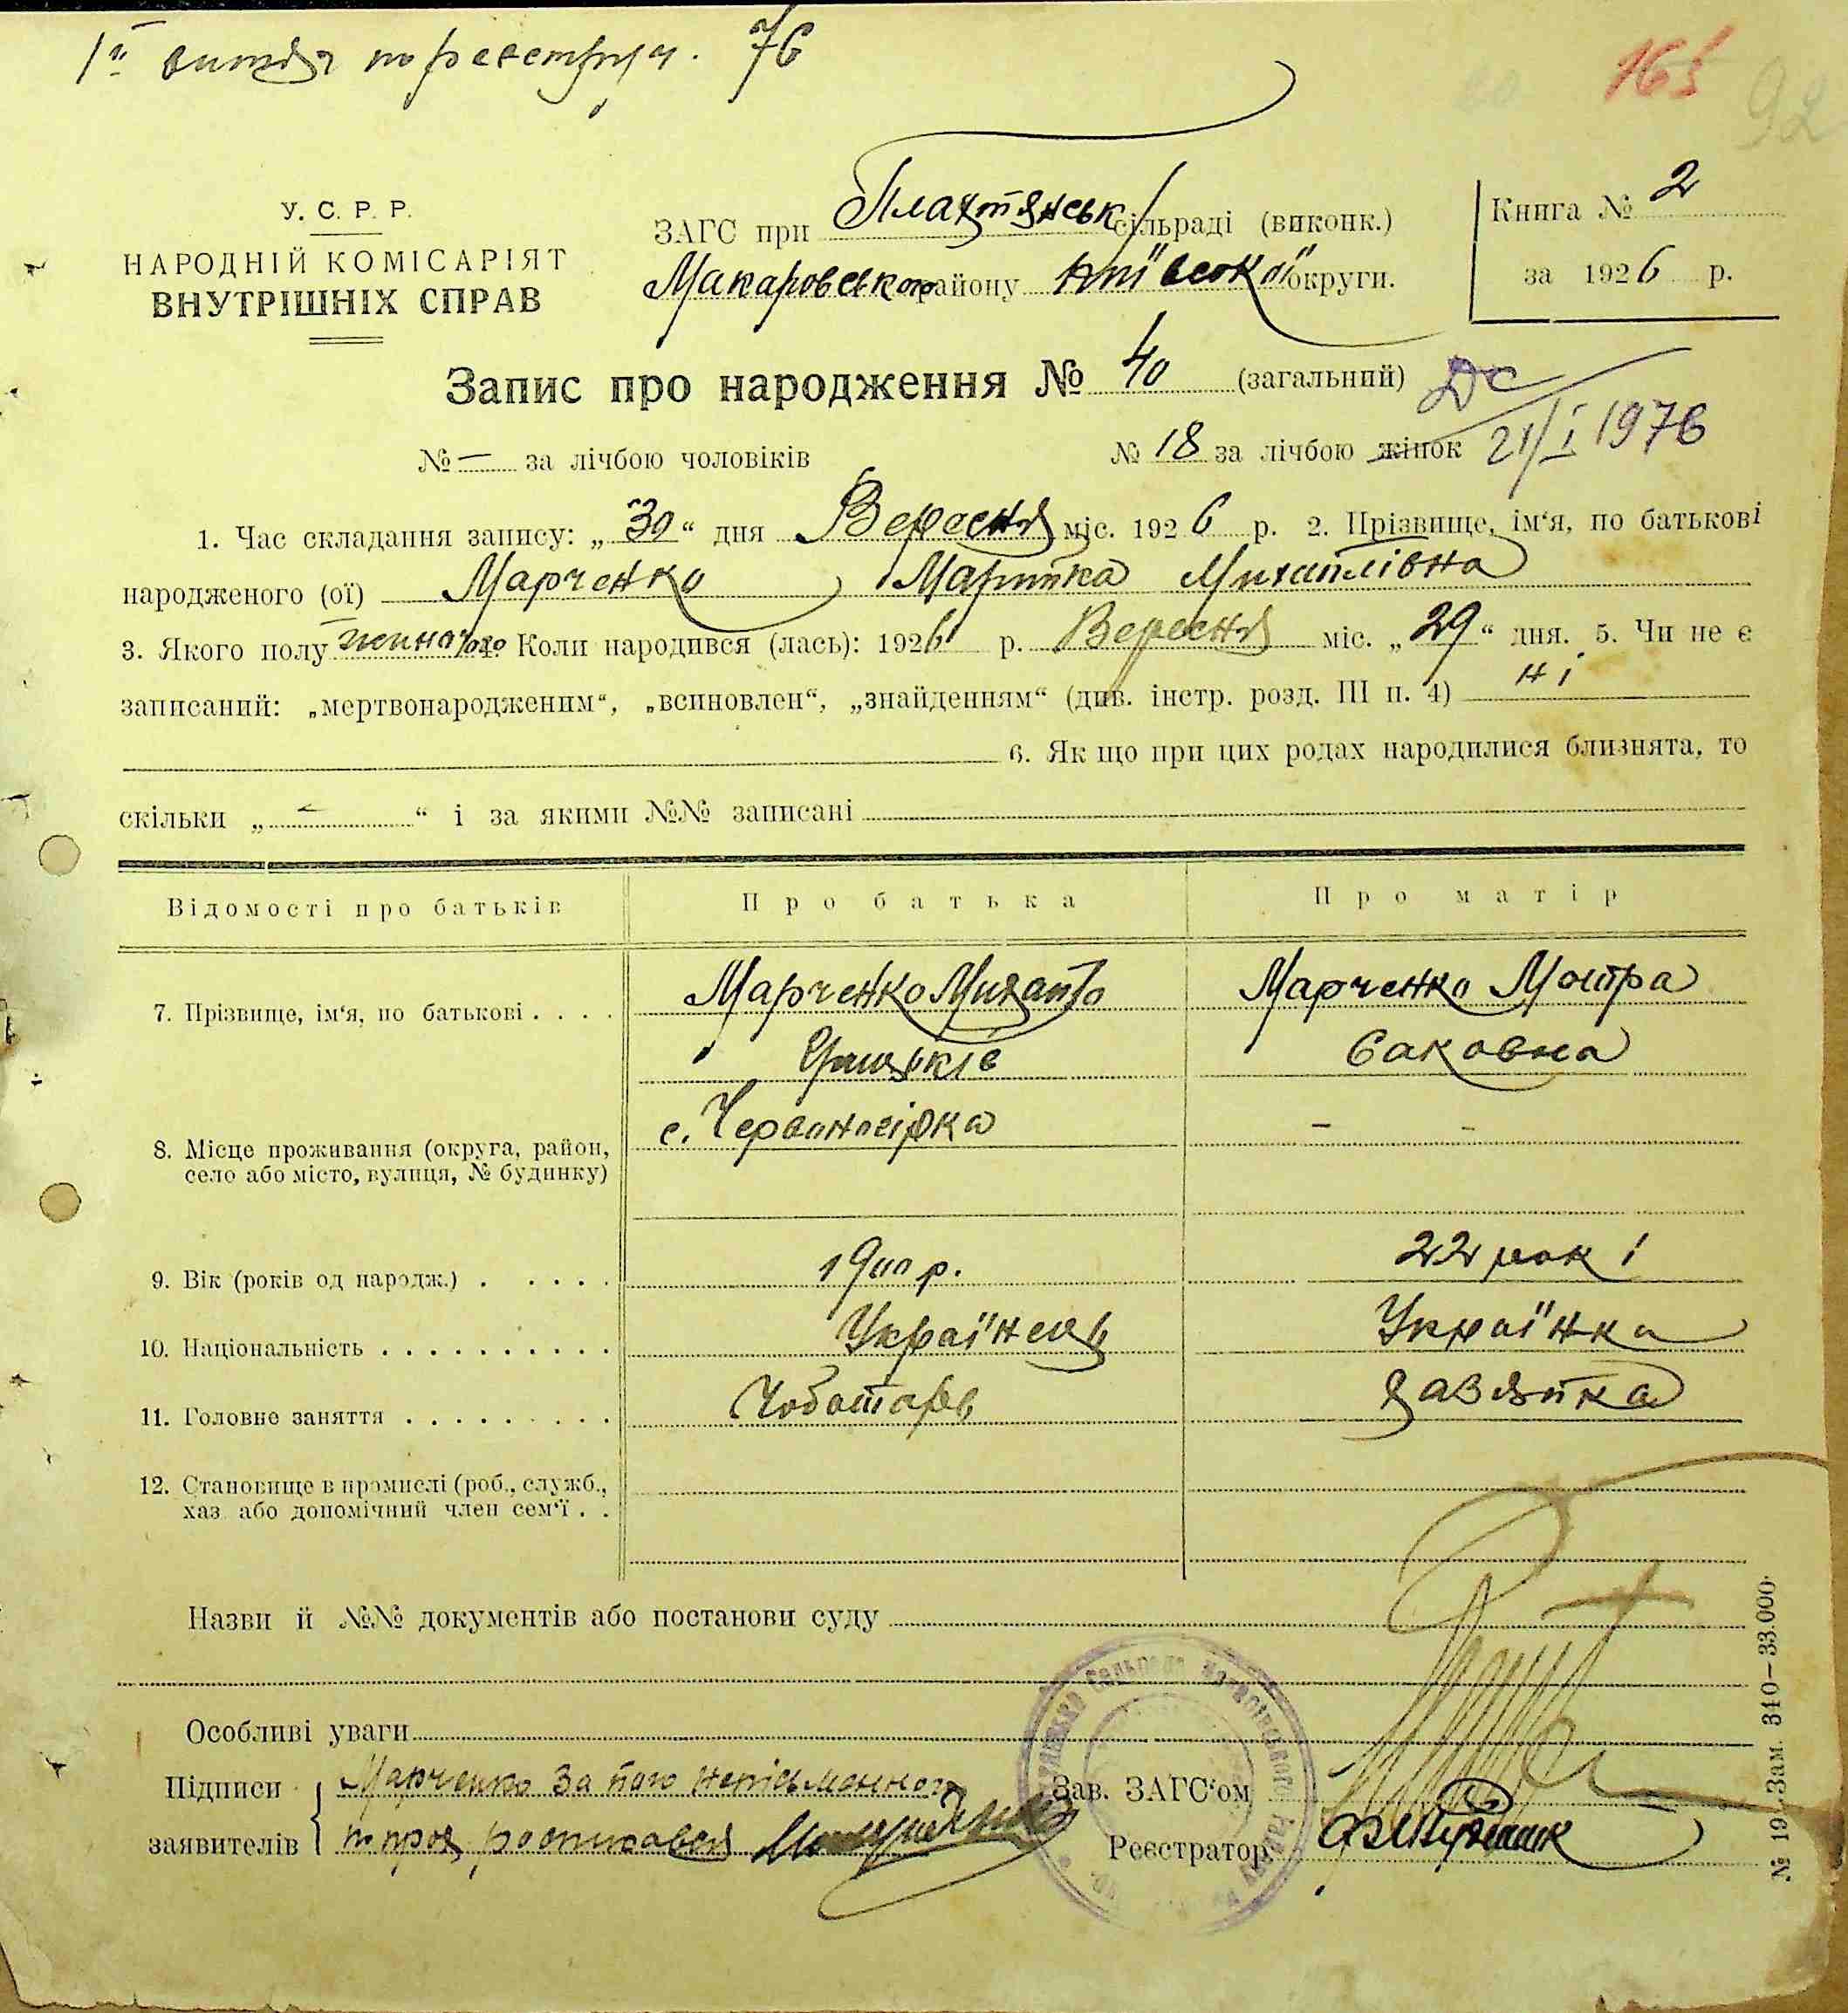 76
165
92
У. С. Р. Р.
НАРОДНІЙ КОМІСАРІЯТ
ВНУТРІШНІХ СПРАВ
ЗАГС при Плахтянськ сільраді (виконк.)
Макаровського району Київської округи.
Книга № 2
за 1926 р.
Запис про народження № 40 (загальний)
ДС
21/I 1976
№ — за лічбою чоловіків № 18 за лічбою жінок
1. Час складання запису: „30“ дня Вересня міс. 1926 р. 2. Прізвище, ім‘я, по батькові
народженого (ої) Марченко Марийка Михайлівна
3. Якого полу жиночого 4. Коли народився (лась): 1926 р. Вересня міс. „29“ дня. 5. Чи не є
записаний: „мертвонародженим“, „всиновлен“, „знайденням“ (див. інстр. розд. III п. 4) ні
6. Як що при цих родах народилися близнята, то
скільки „ - “ і за якими №№ записані
Відомості про батьків Про батька Про матір
7. Прізвище, ім‘я, по батькові . . . . Марченко Михайло Марченко Мотра
Грицьків Саковна
8. Місце проживання (округа, район, село або місто, вулиця, № будинку) с. Червоногірка - -
9. Вік (років од народж.) . . . . . 1900 р. 22 рокі
10. Національність . . . . . . . . . . Українець Українка
11. Головне заняття . . . . . . . . . Чоботарь хазяйка
12. Становище в промислі (роб., служб.,
хаз. або допомічний член сем‘ї . .
Назви й №№ документів або постанови суду
Особливі уваги
Підписи заявителів Марченко За його неписьменного
Зав. ЗАГС‘ом
росписався
Реєстратор
№ 19. Зам. 310—33.000.